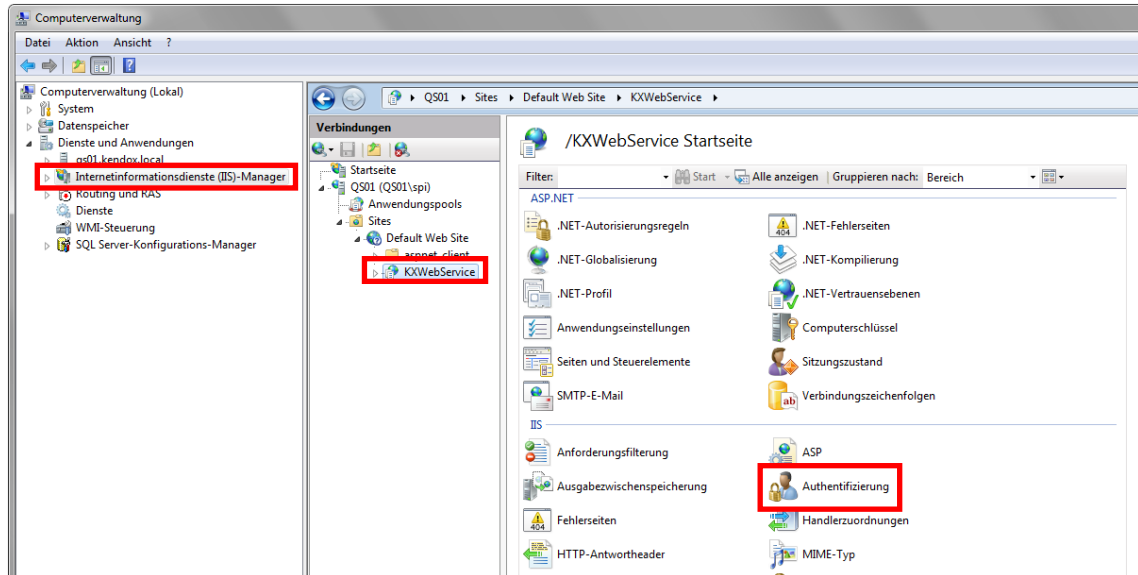 Computerverwaltung
Datei Aktion Ansicht ?
Computerverwaltung (Lokal)
System
Datenspeicher
Dienste und Anwendungen
qs01.kendox.local
Internetinformationsdienste (IIS)-Manager
Routing und RAS
Dienste
WMI-Steuerung
SQL Server-Konfigurations-Manager
QS01 Sites Default Web Site KXWebService
Verbindungen
Startseite
QS01 (QS01\spi)
Anwendungspools
Sites
Default Web Site
aspnet_client
KXWebService
/KXWebService Startseite
Filter: Start Alle anzeigen Gruppieren nach: Bereich
ASP.NET
.NET-Autorisierungsregeln
.NET-Fehlerseiten
404
.NET-Globalisierung
.NET-Kompilierung
.NET-Profil
.NET-Vertrauensebenen
Anwendungseinstellungen
Computerschlüssel
Seiten und Steuerelemente
Sitzungszustand
SMTP-E-Mail
Verbindungszeichenfolgen
ab
IIS
Anforderungsfilterung
ASP
Ausgabezwischenspeicherung
Authentifizierung
Fehlerseiten
404
Handlerzuordnungen
HTTP-Antwortheader
MIME-Typ